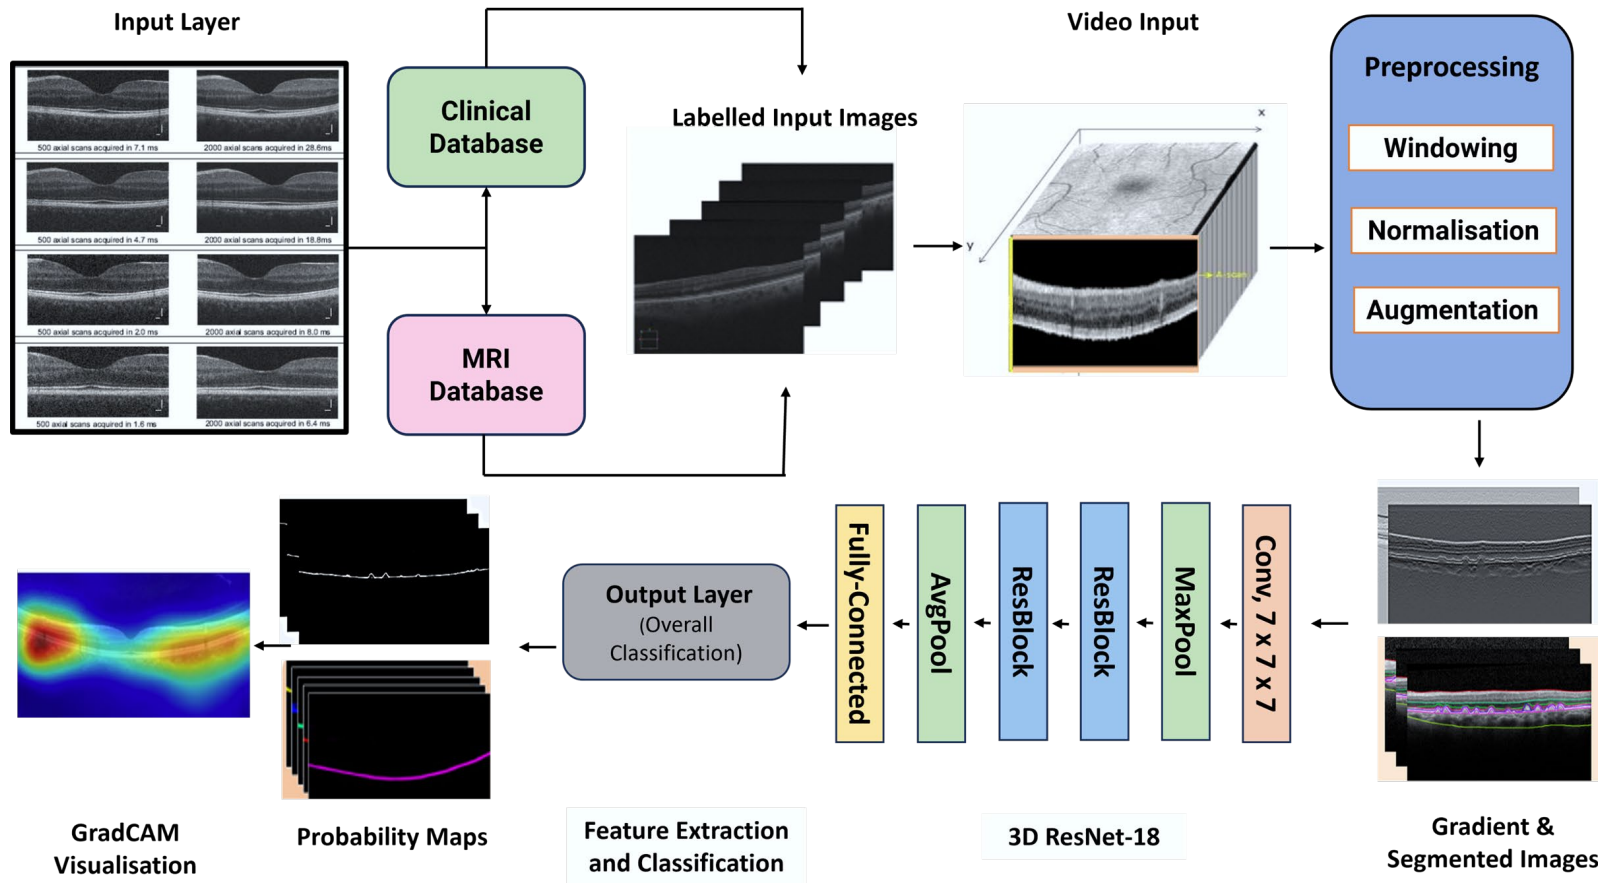 Input Layer
500 axial scans acquired in 7.1 ms
2000 axial scans acquired in 28.6ms
500 axial scans acquired in 4.7 ms
2000 axial scans acquired in 18.8ms
500 axial scans acquired in 2.0 ms
2000 axial scans acquired in 8.0 ms
500 axial scans acquired in 1.6 ms
2000 axial scans acquired in 6.4 ms
Clinical
Database
MRI
Database
Labelled Input Images
Video Input
x
y
A-scan
Preprocessing
Windowing
Normalisation
Augmentation
Gradient &
Segmented Images
Conv, 7 x 7 x 7
MaxPool
ResBlock
ResBlock
AvgPool
Fully-Connected
3D ResNet-18
Output Layer
(Overall
Classification)
Feature Extraction
and Classification
Probability Maps
GradCAM
Visualisation